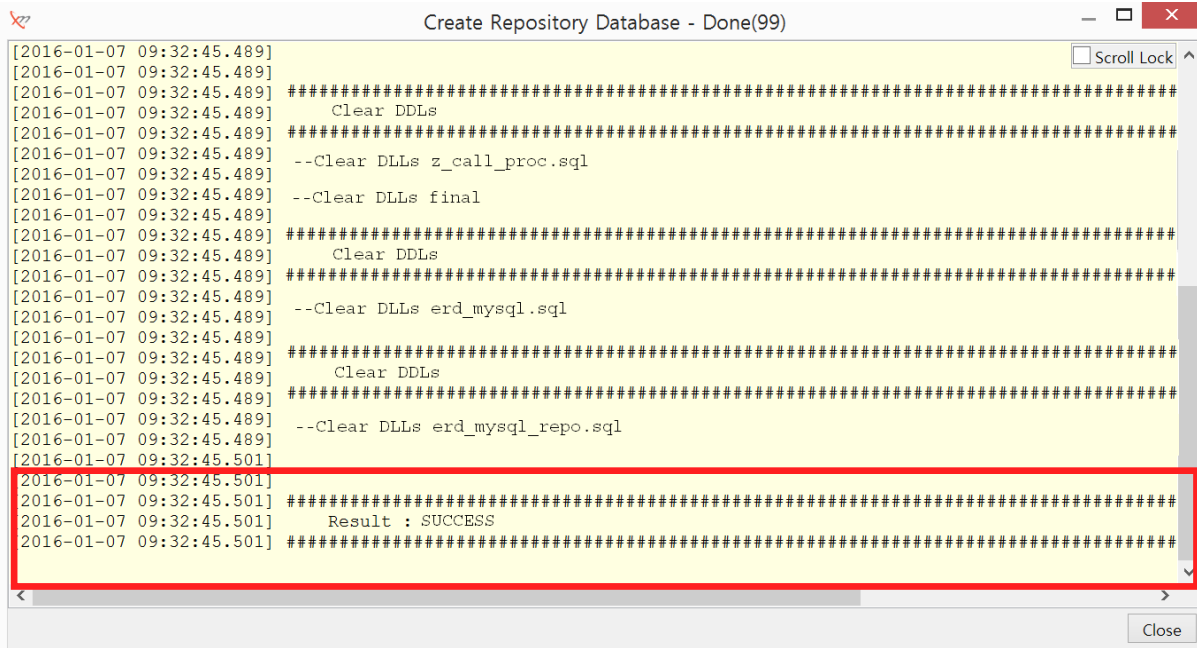 Create Repository Database - Done(99)
Scroll Lock
[2016-01-07 09:32:45.489]
[2016-01-07 09:32:45.489]
[2016-01-07 09:32:45.489] ####################################################################################
[2016-01-07 09:32:45.489] Clear DDLs
[2016-01-07 09:32:45.489] ####################################################################################
[2016-01-07 09:32:45.489] --Clear DLLs z_call_proc.sql
[2016-01-07 09:32:45.489]
[2016-01-07 09:32:45.489] --Clear DLLs final
[2016-01-07 09:32:45.489]
[2016-01-07 09:32:45.489] ####################################################################################
[2016-01-07 09:32:45.489] Clear DDLs
[2016-01-07 09:32:45.489] ####################################################################################
[2016-01-07 09:32:45.489] --Clear DLLs erd_mysql.sql
[2016-01-07 09:32:45.489]
[2016-01-07 09:32:45.489]
[2016-01-07 09:32:45.489] ####################################################################################
[2016-01-07 09:32:45.489] Clear DDLs
[2016-01-07 09:32:45.489] ####################################################################################
[2016-01-07 09:32:45.489] --Clear DLLs erd_mysql_repo.sql
[2016-01-07 09:32:45.489]
[2016-01-07 09:32:45.501]
[2016-01-07 09:32:45.501]
[2016-01-07 09:32:45.501] ####################################################################################
[2016-01-07 09:32:45.501] Result : SUCCESS
[2016-01-07 09:32:45.501] ####################################################################################
Close